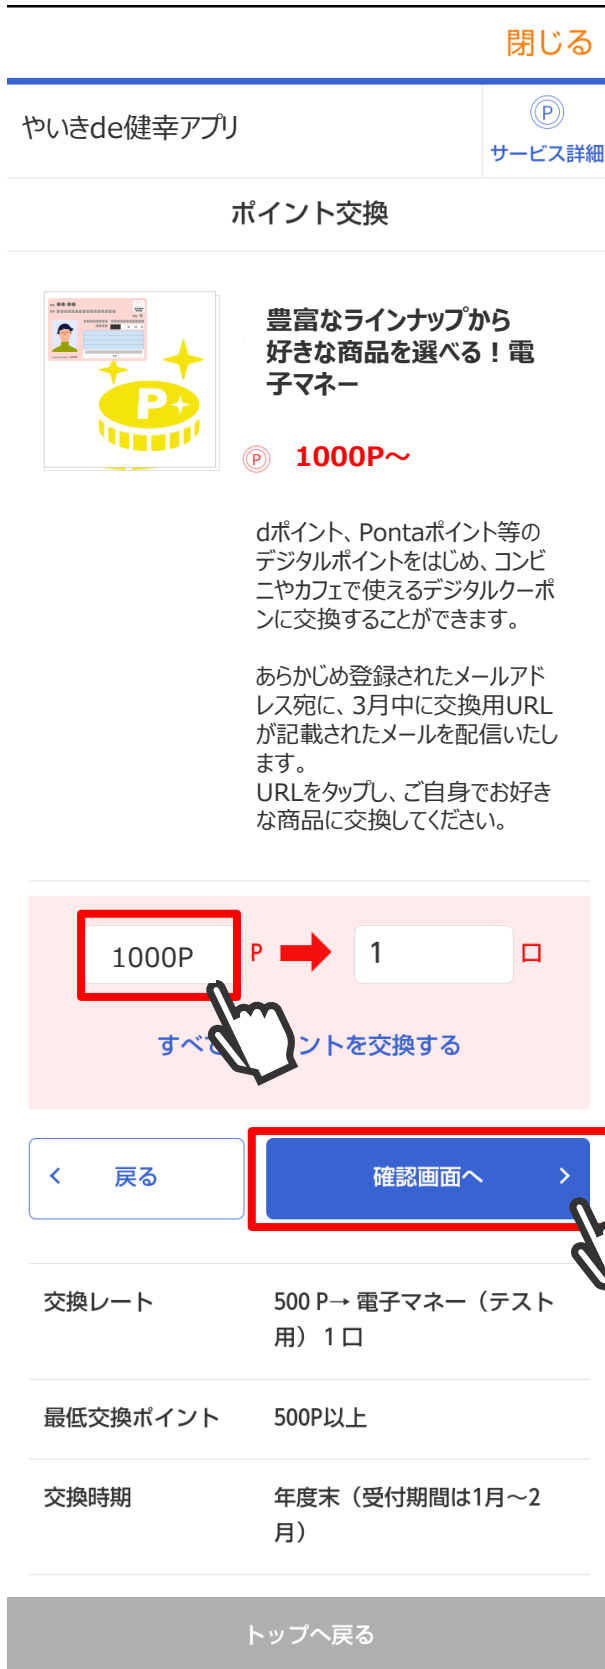 閉じる
やいきde健幸アプリ
P
サービス詳細
ポイント交換
豊富なラインナップから
好きな商品を選べる！電
子マネー
P+
P 1000P～
dポイント、Pontaポイント等の
デジタルポイントをはじめ、コンビ
ニやカフェで使えるデジタルクーポ
ンに交換することができます。
あらかじめ登録されたメールアド
レス宛に、3月中に交換用URL
が記載されたメールを配信いたし
ます。
URLをタップし、ご自身でお好き
な商品に交換してください。
1000P P 1 口
すべて ントを交換する
戻る
確認画面へ
交換レート 500 P→ 電子マネー（テスト
用） 1 口
最低交換ポイント 500P以上
交換時期 年度末（受付期間は1月～2
月）
トップへ戻る